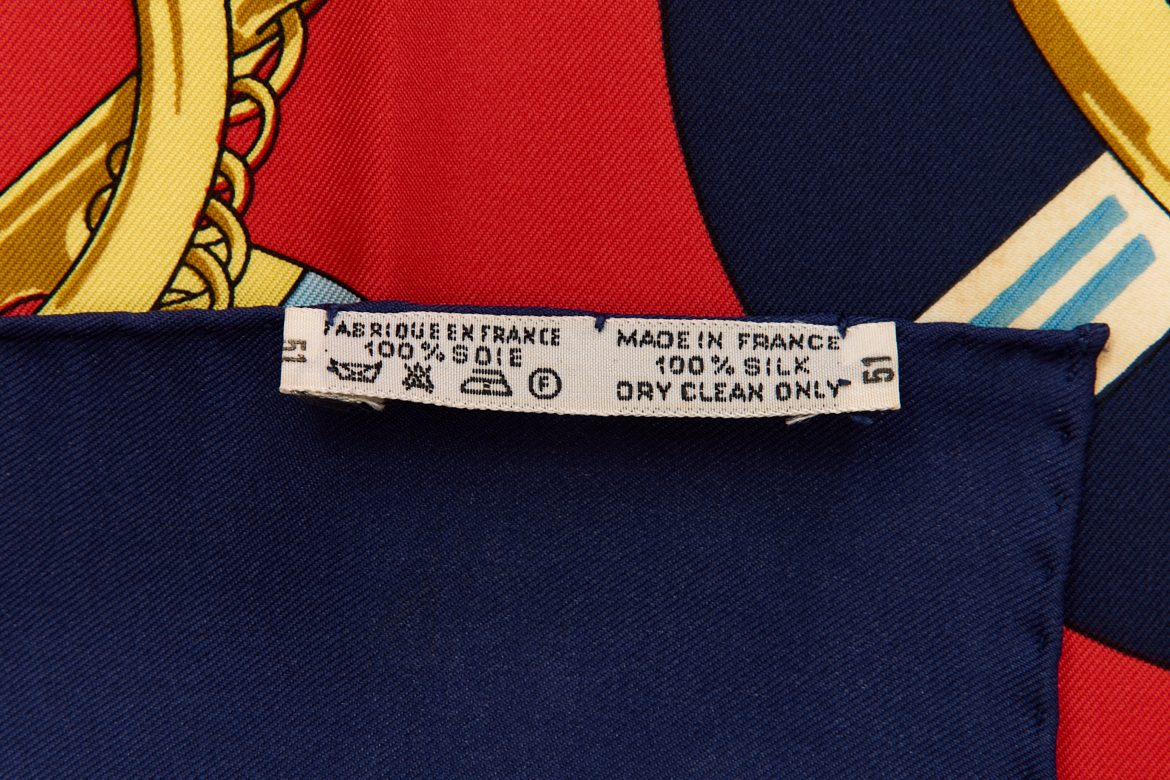 51
FABRIQUE EN FRANCE
100% SOIE
F
MADE IN FRANCE
100% SILK
DRY CLEAN ONLY
51